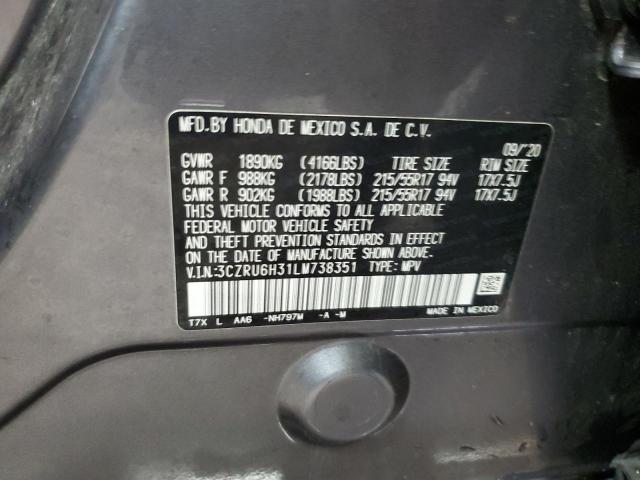 MFD.BY HONDA DE MEXICO S.A. DE C.V.
09/'20
GVWR 1890KG (4166LBS) TIRE SIZE RIM SIZE
GAWR F 988KG (2178LBS) 215/55R17 94V 17X7.5J
GAWR R 902KG (1988LBS) 215/55R17 94V 17X7.5J
THIS VEHICLE CONFORMS TO ALL APPLICABLE
FEDERAL MOTOR VEHICLE SAFETY
AND THEFT PREVENTION STANDARDS IN EFFECT
ON THE DATE OF MANUFACTURE SHOWN ABOVE.
V.I.N:3CZRU6H31LM738351 TYPE: MPV
T7X L AA6 -NH797M -A -M
MADE IN MEXICO